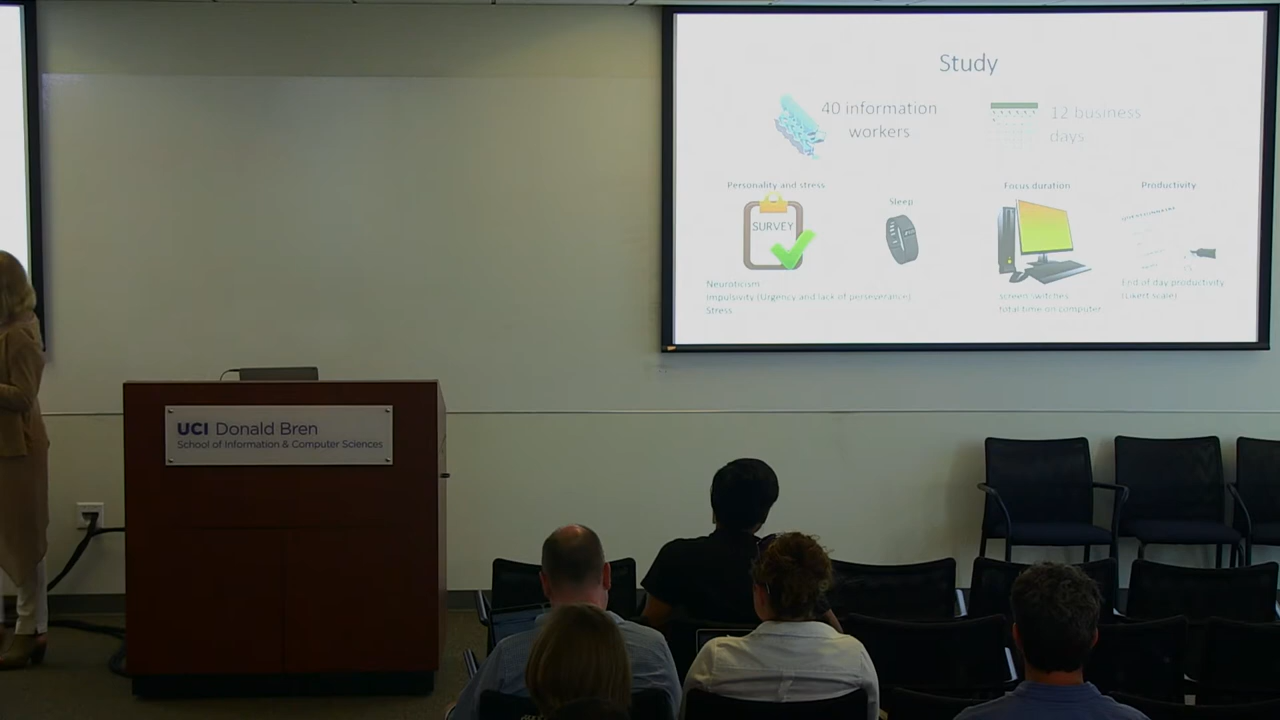 Study
40 information
workers
12 business
days
Personality and stress
SURVEY
Sleep
Focus duration
Productivity
QUESTIONNAIRE
Neuroticism
Impulsivity (Urgency and lack of perseverance)
Stress
Screen switches
total time on computer
End of day productivity
(Likert scale)
UCI Donald Bren
School of Information & Computer Sciences